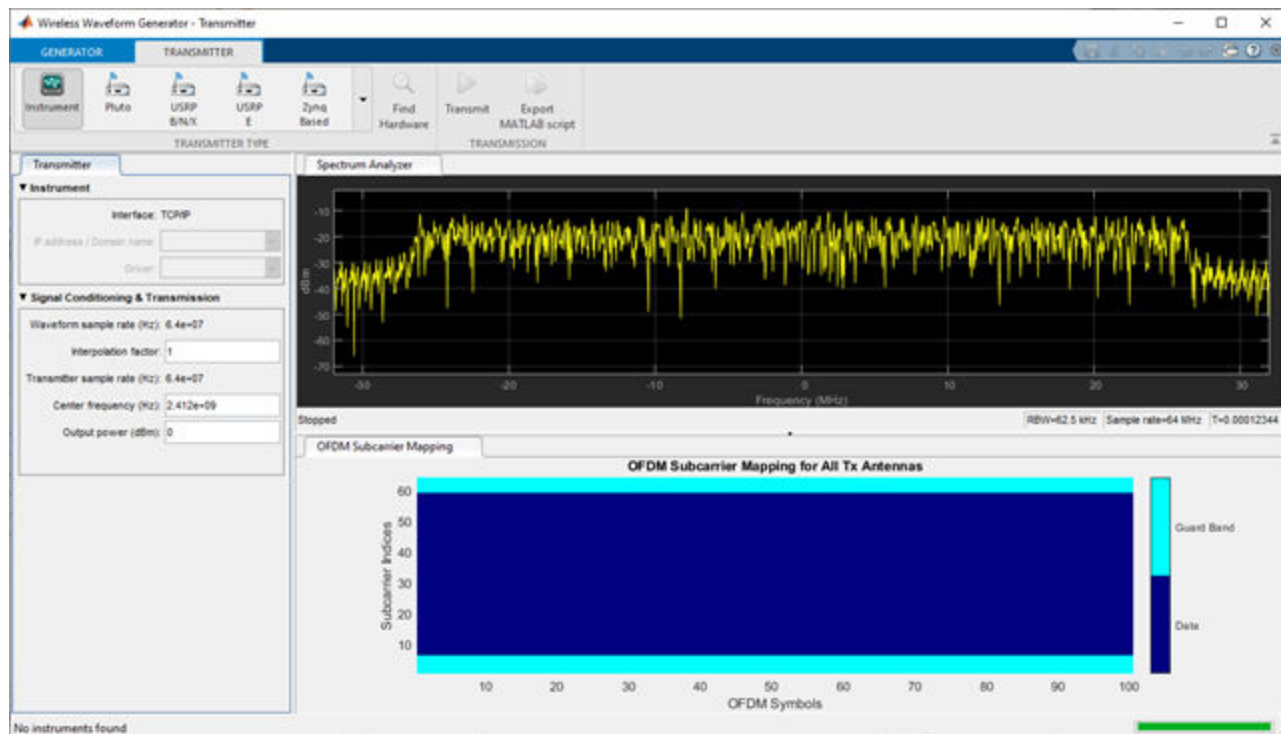 Wireless Waveform Generator - Transmitter
GENERATOR TRANSMITTER
Instrument Pluto USRP B/N/X USRP E Zynq Based Find Hardware Transmit Export MATLAB script
TRANSMITTER TYPE TRANSMISSION
Transmitter
Instrument
Interface: TCP/IP
IP address / Domain name:
Driver:
Signal Conditioning & Transmission
Waveform sample rate (Hz): 6.4e+07
Interpolation factor: 1
Transmitter sample rate (Hz): 6.4e+07
Center frequency (Hz): 2.412e+09
Output power (dBm): 0
Spectrum Analyzer
-10
-20
-30
-40
-50
-60
-70
dBm
-30 -20 -10 0 10 20 30
Frequency (MHz)
Stopped RBW=62.5 kHz Sample rate=64 MHz T=0.00012344
OFDM Subcarrier Mapping
OFDM Subcarrier Mapping for All Tx Antennas
60
50
40
30
20
10
Subcarrier Indices
10 20 30 40 50 60 70 80 90 100
OFDM Symbols
Guard Band
Data
No instruments found